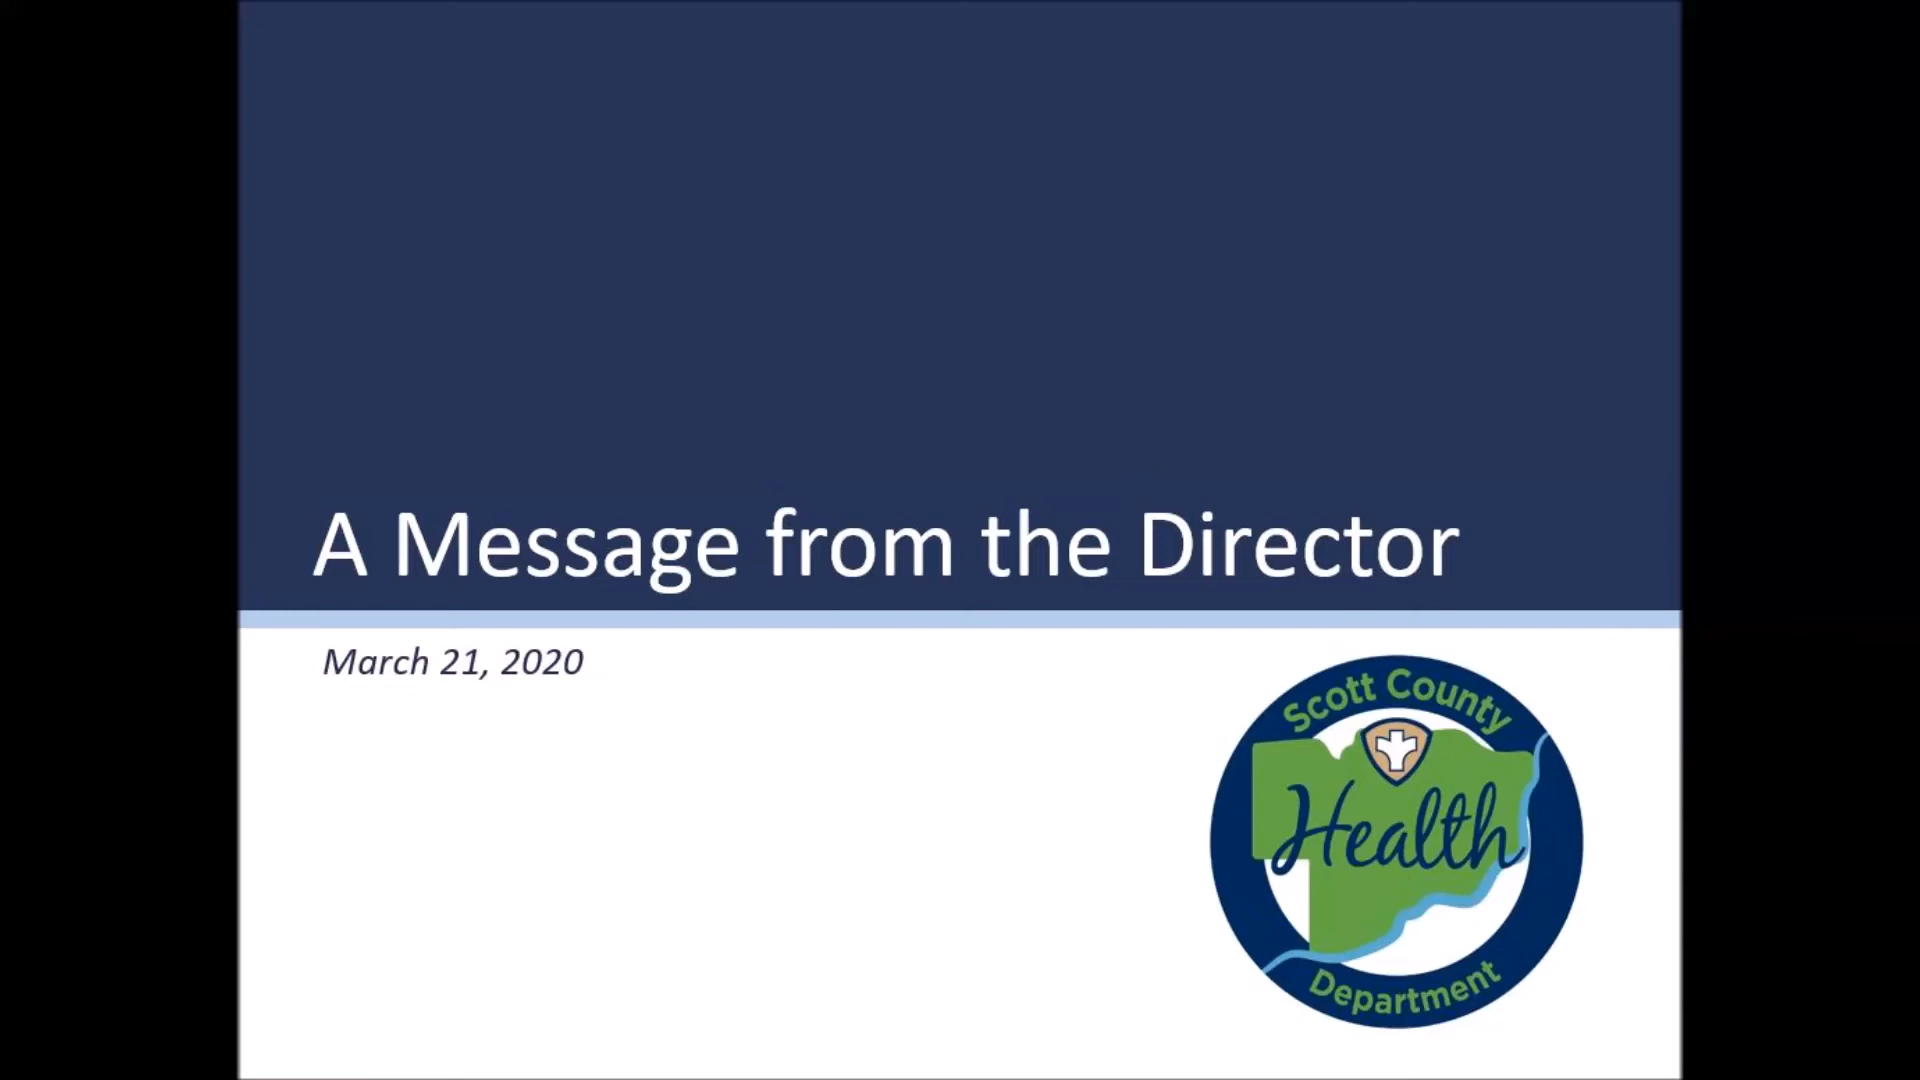 A Message from the Director
March 21, 2020
Scott County
Health
Department